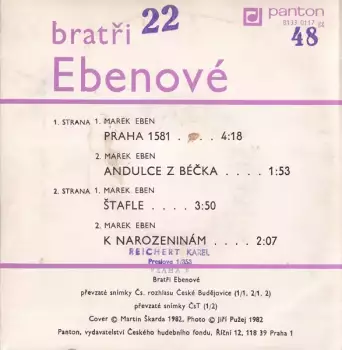 bratři 22
panton
8133 0117
48
Ebenové
1. STRANA 1. MAREK EBEN
PRAHA 1581 . . . . 4:18
2. MAREK EBEN
ANDULCE Z BÉČKA . . . . 1:53
2. STRANA 1. MAREK EBEN
ŠTAFLE . . . . 3:50
2. MAREK EBEN
K NAROZENINÁM . . . . 2:07
REICHERT KAREL
Bratři Ebenové
převzaté snímky Čs. rozhlasu České Budějovice (1/1, 2/1, 2)
převzaté snímky ČsT (1/2)
Cover © Martin Škarda 1982, Photo © Jiří Pužej 1982
Panton, vydavatelství Českého hudebního fondu, Říční 12, 118 39 Praha 1